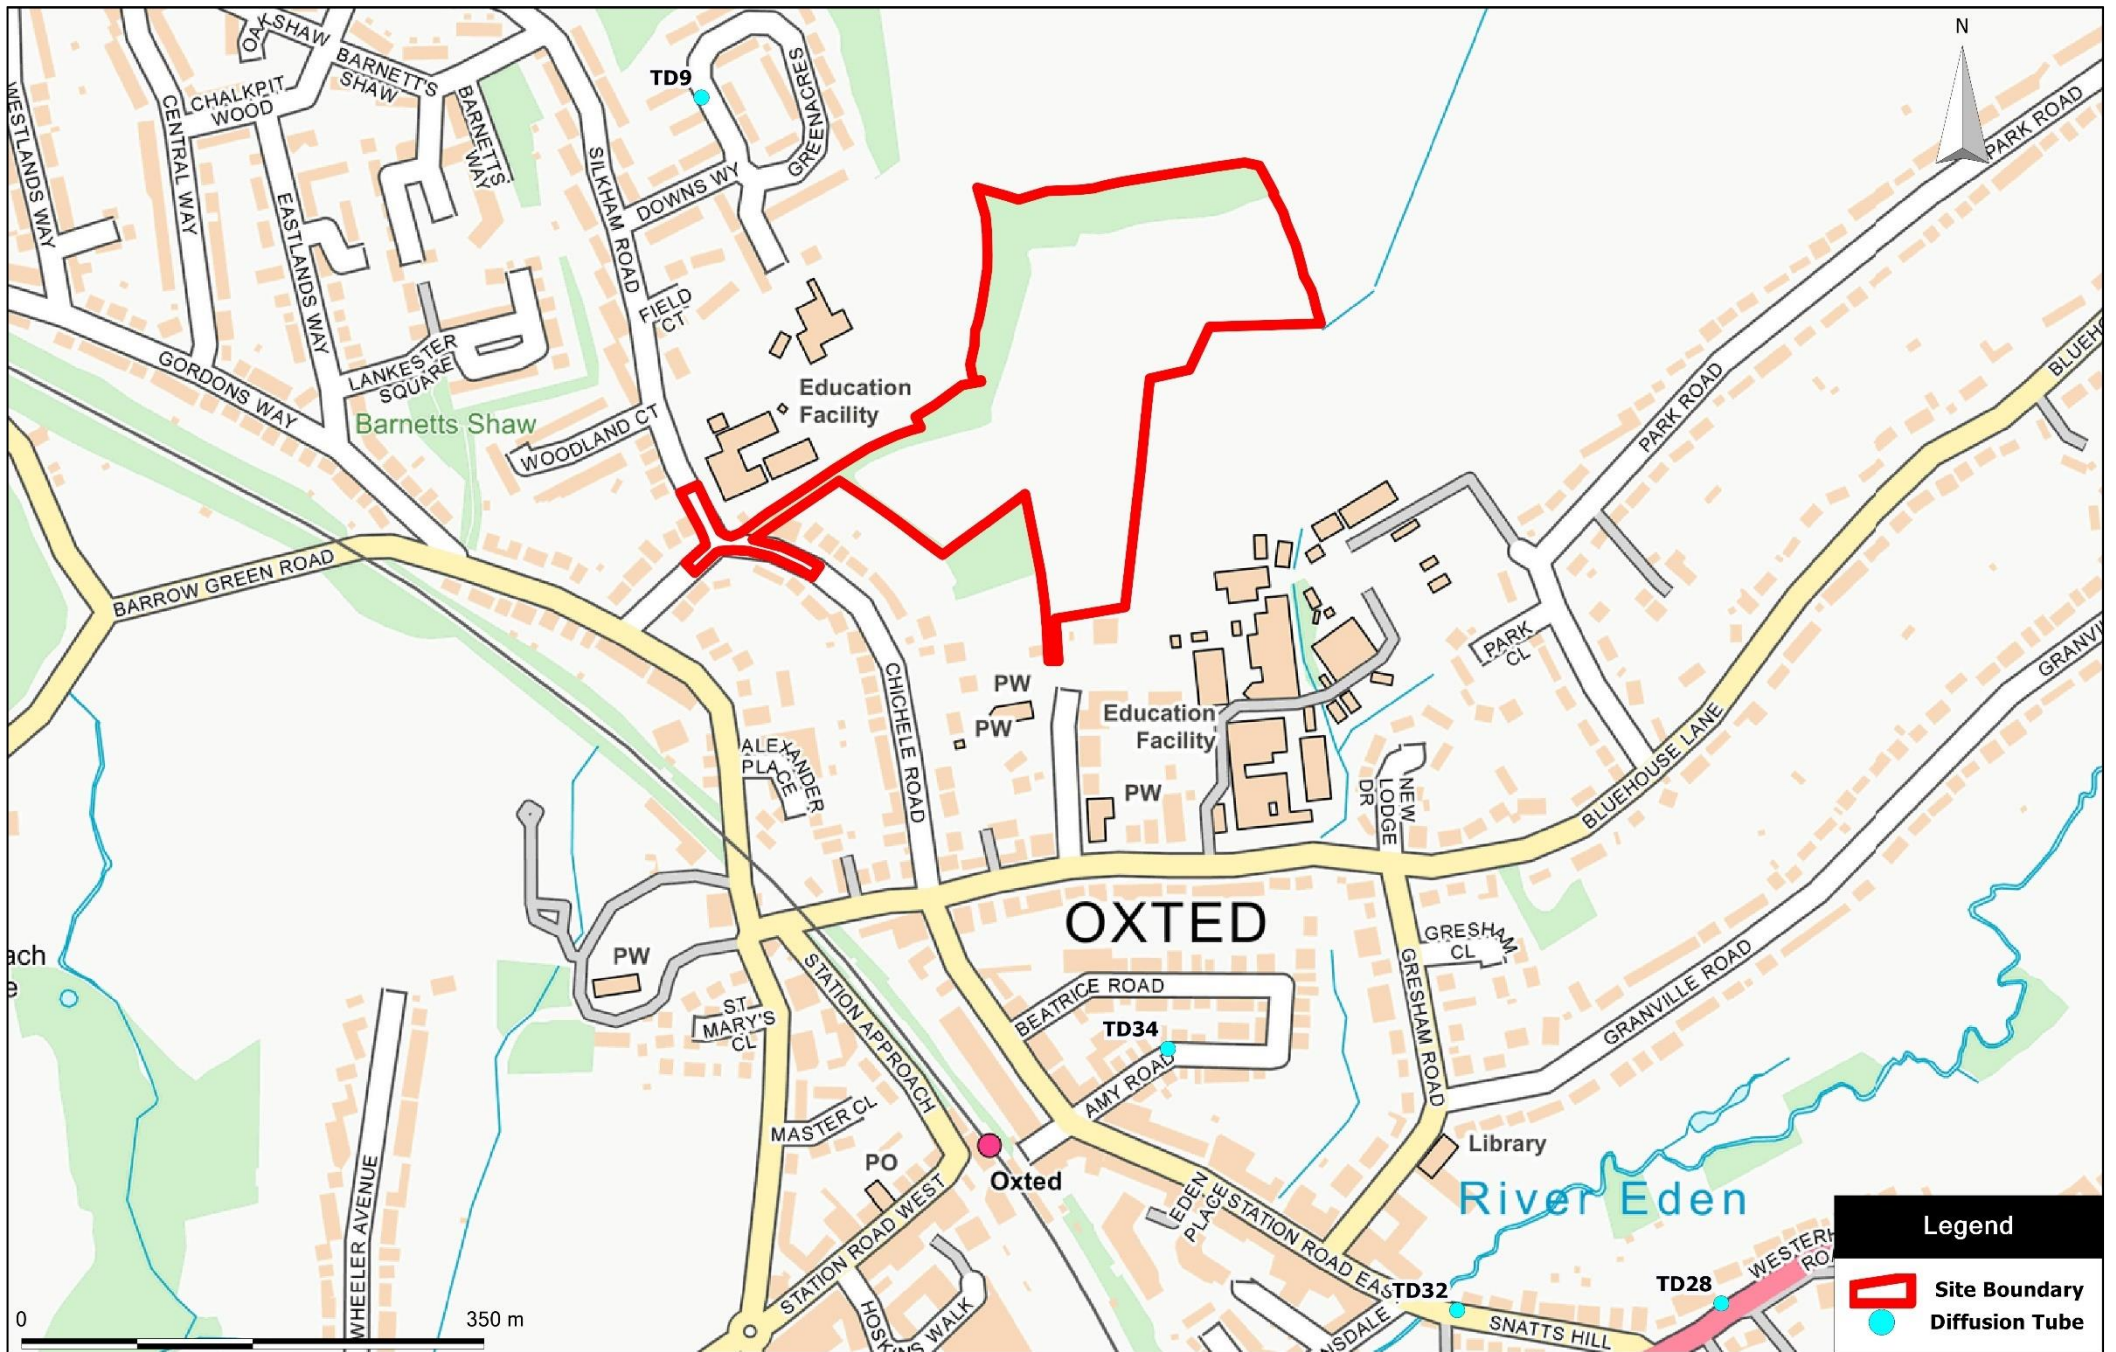 OAKSHAW
BARNETT'S
SHAW
CHALKPIT
WOOD
WESTLANDS WAY
CENTRAL WAY
EASTLANDS WAY
BARNETTS
WAY
SILKHAM ROAD
TD9
GREENACRES
DOWNS WY
FIELD
CT
N
PARK ROAD
GORDONS WAY
LANKESTER
SQUARE
Barnetts Shaw
WOODLAND CT
Education
Facility
PARK ROAD
BARROW GREEN ROAD
CHICHELE ROAD
ALEXANDER
PLACE
PW
PW
Education
Facility
PW
PARK
CL
NEW
LODGE
DR
BLUEHOUSE LANE
GRANVILLE ROAD
OXTED
PW
ST
MARY'S
CL
STATION APPROACH
BEATRICE ROAD
TD34
AMY ROAD
GRESHAM
CL
GRESHAM ROAD
ach
e
MASTER CL
PO
Oxted
Library
River Eden
EDEN
PLACE
STATION ROAD EAS
STATION ROAD WEST
WHEELER AVENUE
HOSKINS WALK
NSDALE
TD32
SNATTS HILL
TD28
WESTERH
ROA
BLUEHO
GRANVI
0 350 m
Legend
Site Boundary
Diffusion Tube